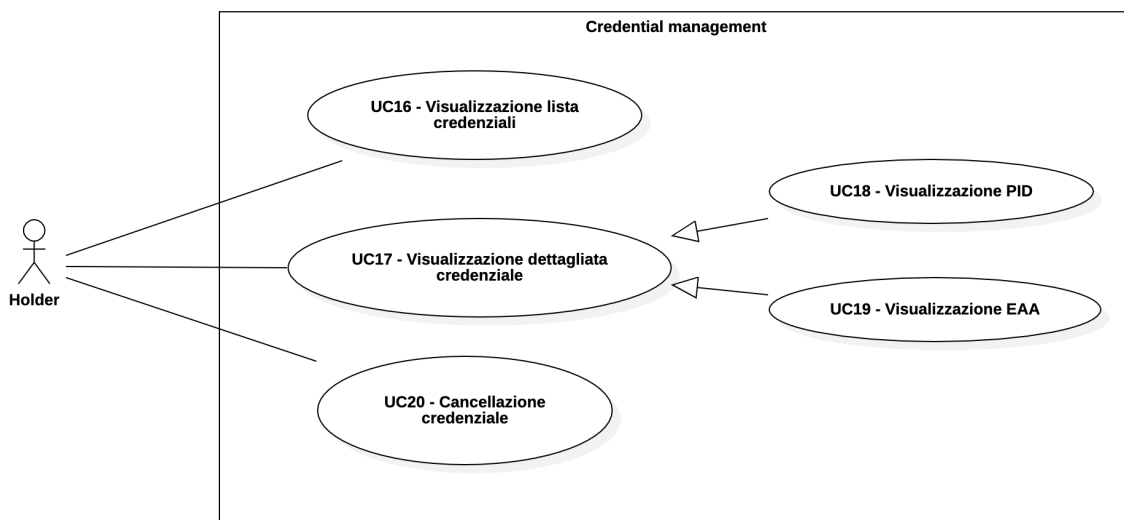 Credential management
UC16 - Visualizzazione lista
credenziali
UC18 - Visualizzazione PID
UC17 - Visualizzazione dettagliata
credenziale
Holder
UC19 - Visualizzazione EAA
UC20 - Cancellazione
credenziale